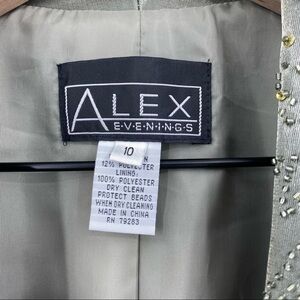 ALEX
E·V·E·N·I·N·G·S
10
12% POLYESTER
LINING:
100% POLYESTER
DRY CLEAN
PROTECT BEADS
WHEN DRY CLEANING
MADE IN CHINA
RN 79283